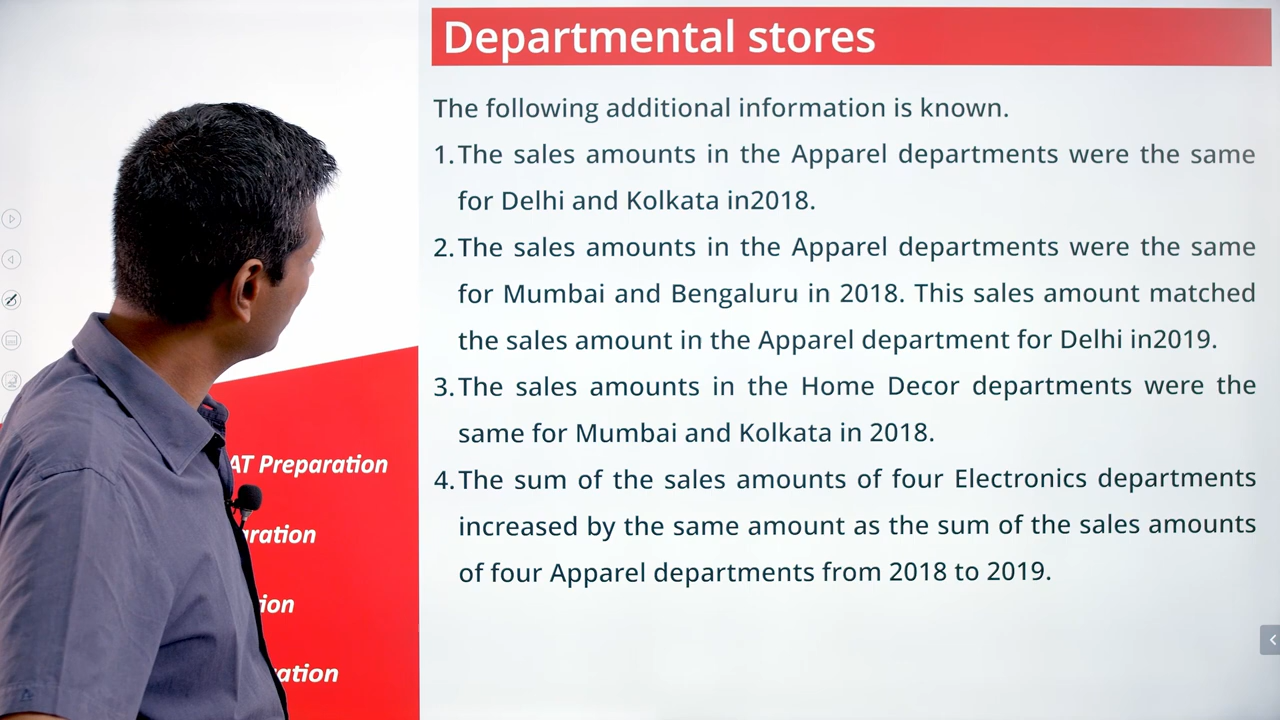 Departmental stores
The following additional information is known.
1. The sales amounts in the Apparel departments were the same
for Delhi and Kolkata in2018.
2. The sales amounts in the Apparel departments were the same
for Mumbai and Bengaluru in 2018. This sales amount matched
the sales amount in the Apparel department for Delhi in2019.
3. The sales amounts in the Home Decor departments were the
same for Mumbai and Kolkata in 2018.
4. The sum of the sales amounts of four Electronics departments
increased by the same amount as the sum of the sales amounts
of four Apparel departments from 2018 to 2019.
AT Preparation
aration
ion
ation